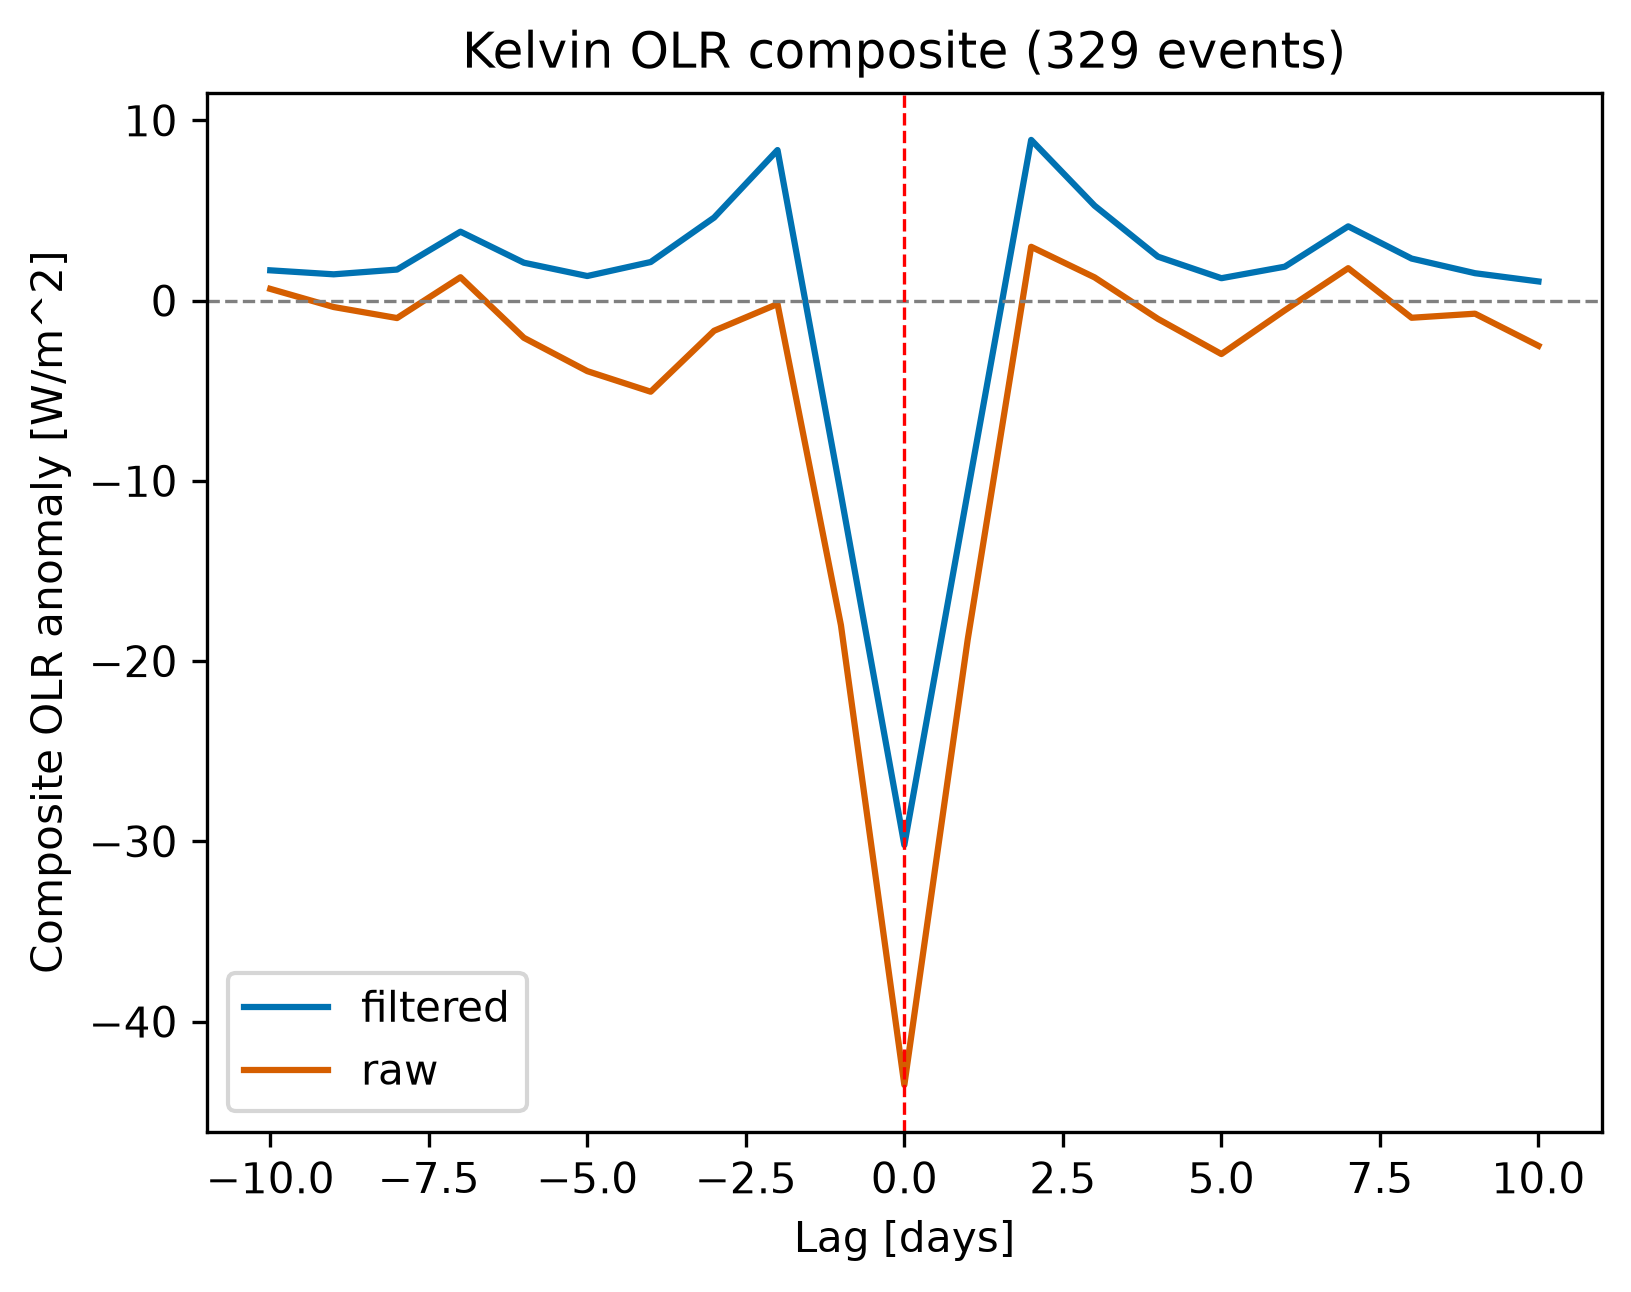 Kelvin OLR composite (329 events)
Composite OLR anomaly [W/m^2]
10
0
−10
−20
−30
−40
filtered
raw
−10.0 −7.5 −5.0 −2.5 0.0 2.5 5.0 7.5 10.0
Lag [days]